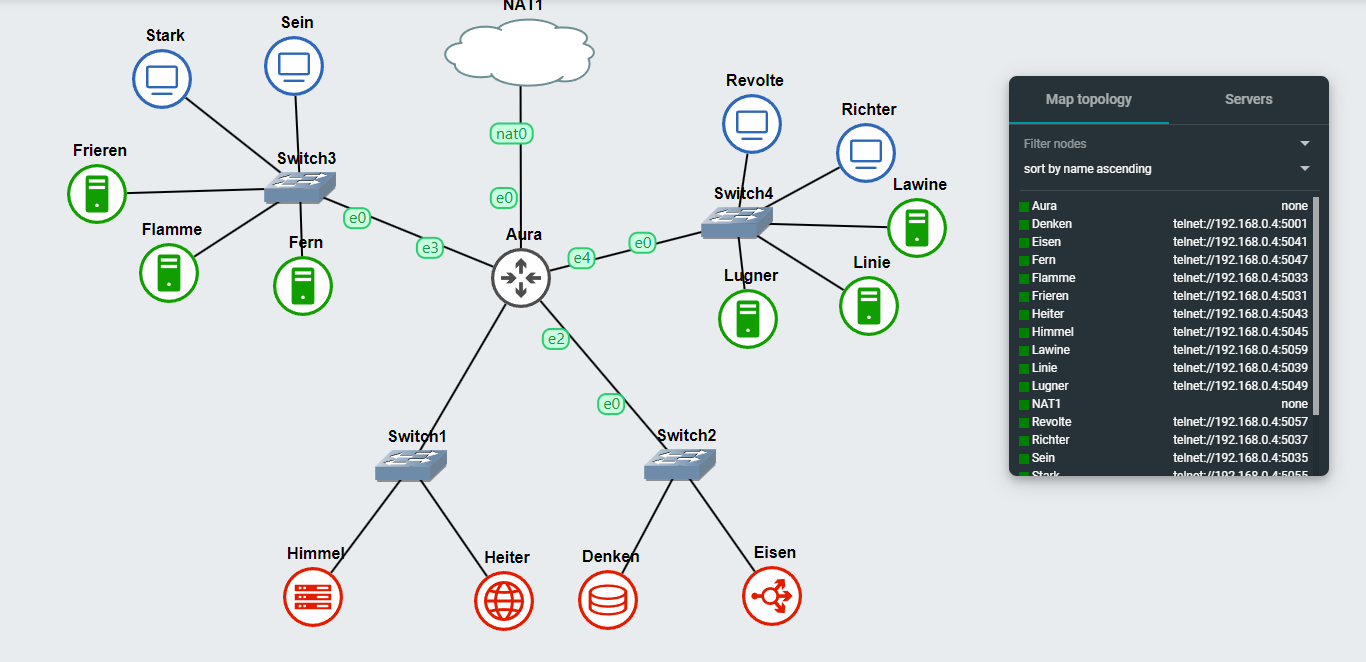 NAT1
Sein
Stark
Revolte
Richter
nat0
Frieren
Switch3
Lawine
Switch4
e0
e0
Flamme
Fern
Aura
e3
e0
e4
Linie
Lugner
e2
e0
Switch1
Switch2
Himmel
Heiter
Denken
Eisen
Map topology
Servers
Filter nodes
sort by name ascending
Aura none
Denken telnet://192.168.0.4:5001
Eisen telnet://192.168.0.4:5041
Fern telnet://192.168.0.4:5047
Flamme telnet://192.168.0.4:5033
Frieren telnet://192.168.0.4:5031
Heiter telnet://192.168.0.4:5043
Himmel telnet://192.168.0.4:5045
Lawine telnet://192.168.0.4:5059
Linie telnet://192.168.0.4:5039
Lugner telnet://192.168.0.4:5049
NAT1 none
Revolte telnet://192.168.0.4:5057
Richter telnet://192.168.0.4:5037
Sein telnet://192.168.0.4:5035
Stark telnet://192.168.0.4:5055